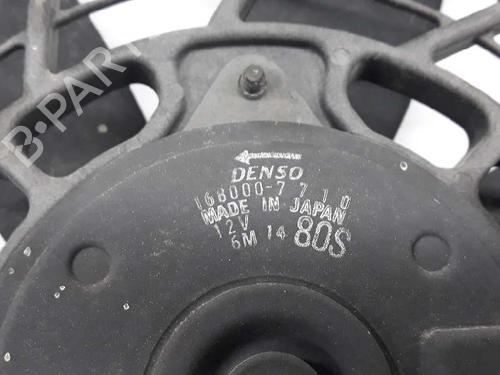 B-PARTS
DENSO
168000-7710
MADE IN JAPAN
12V
6M 14 80S